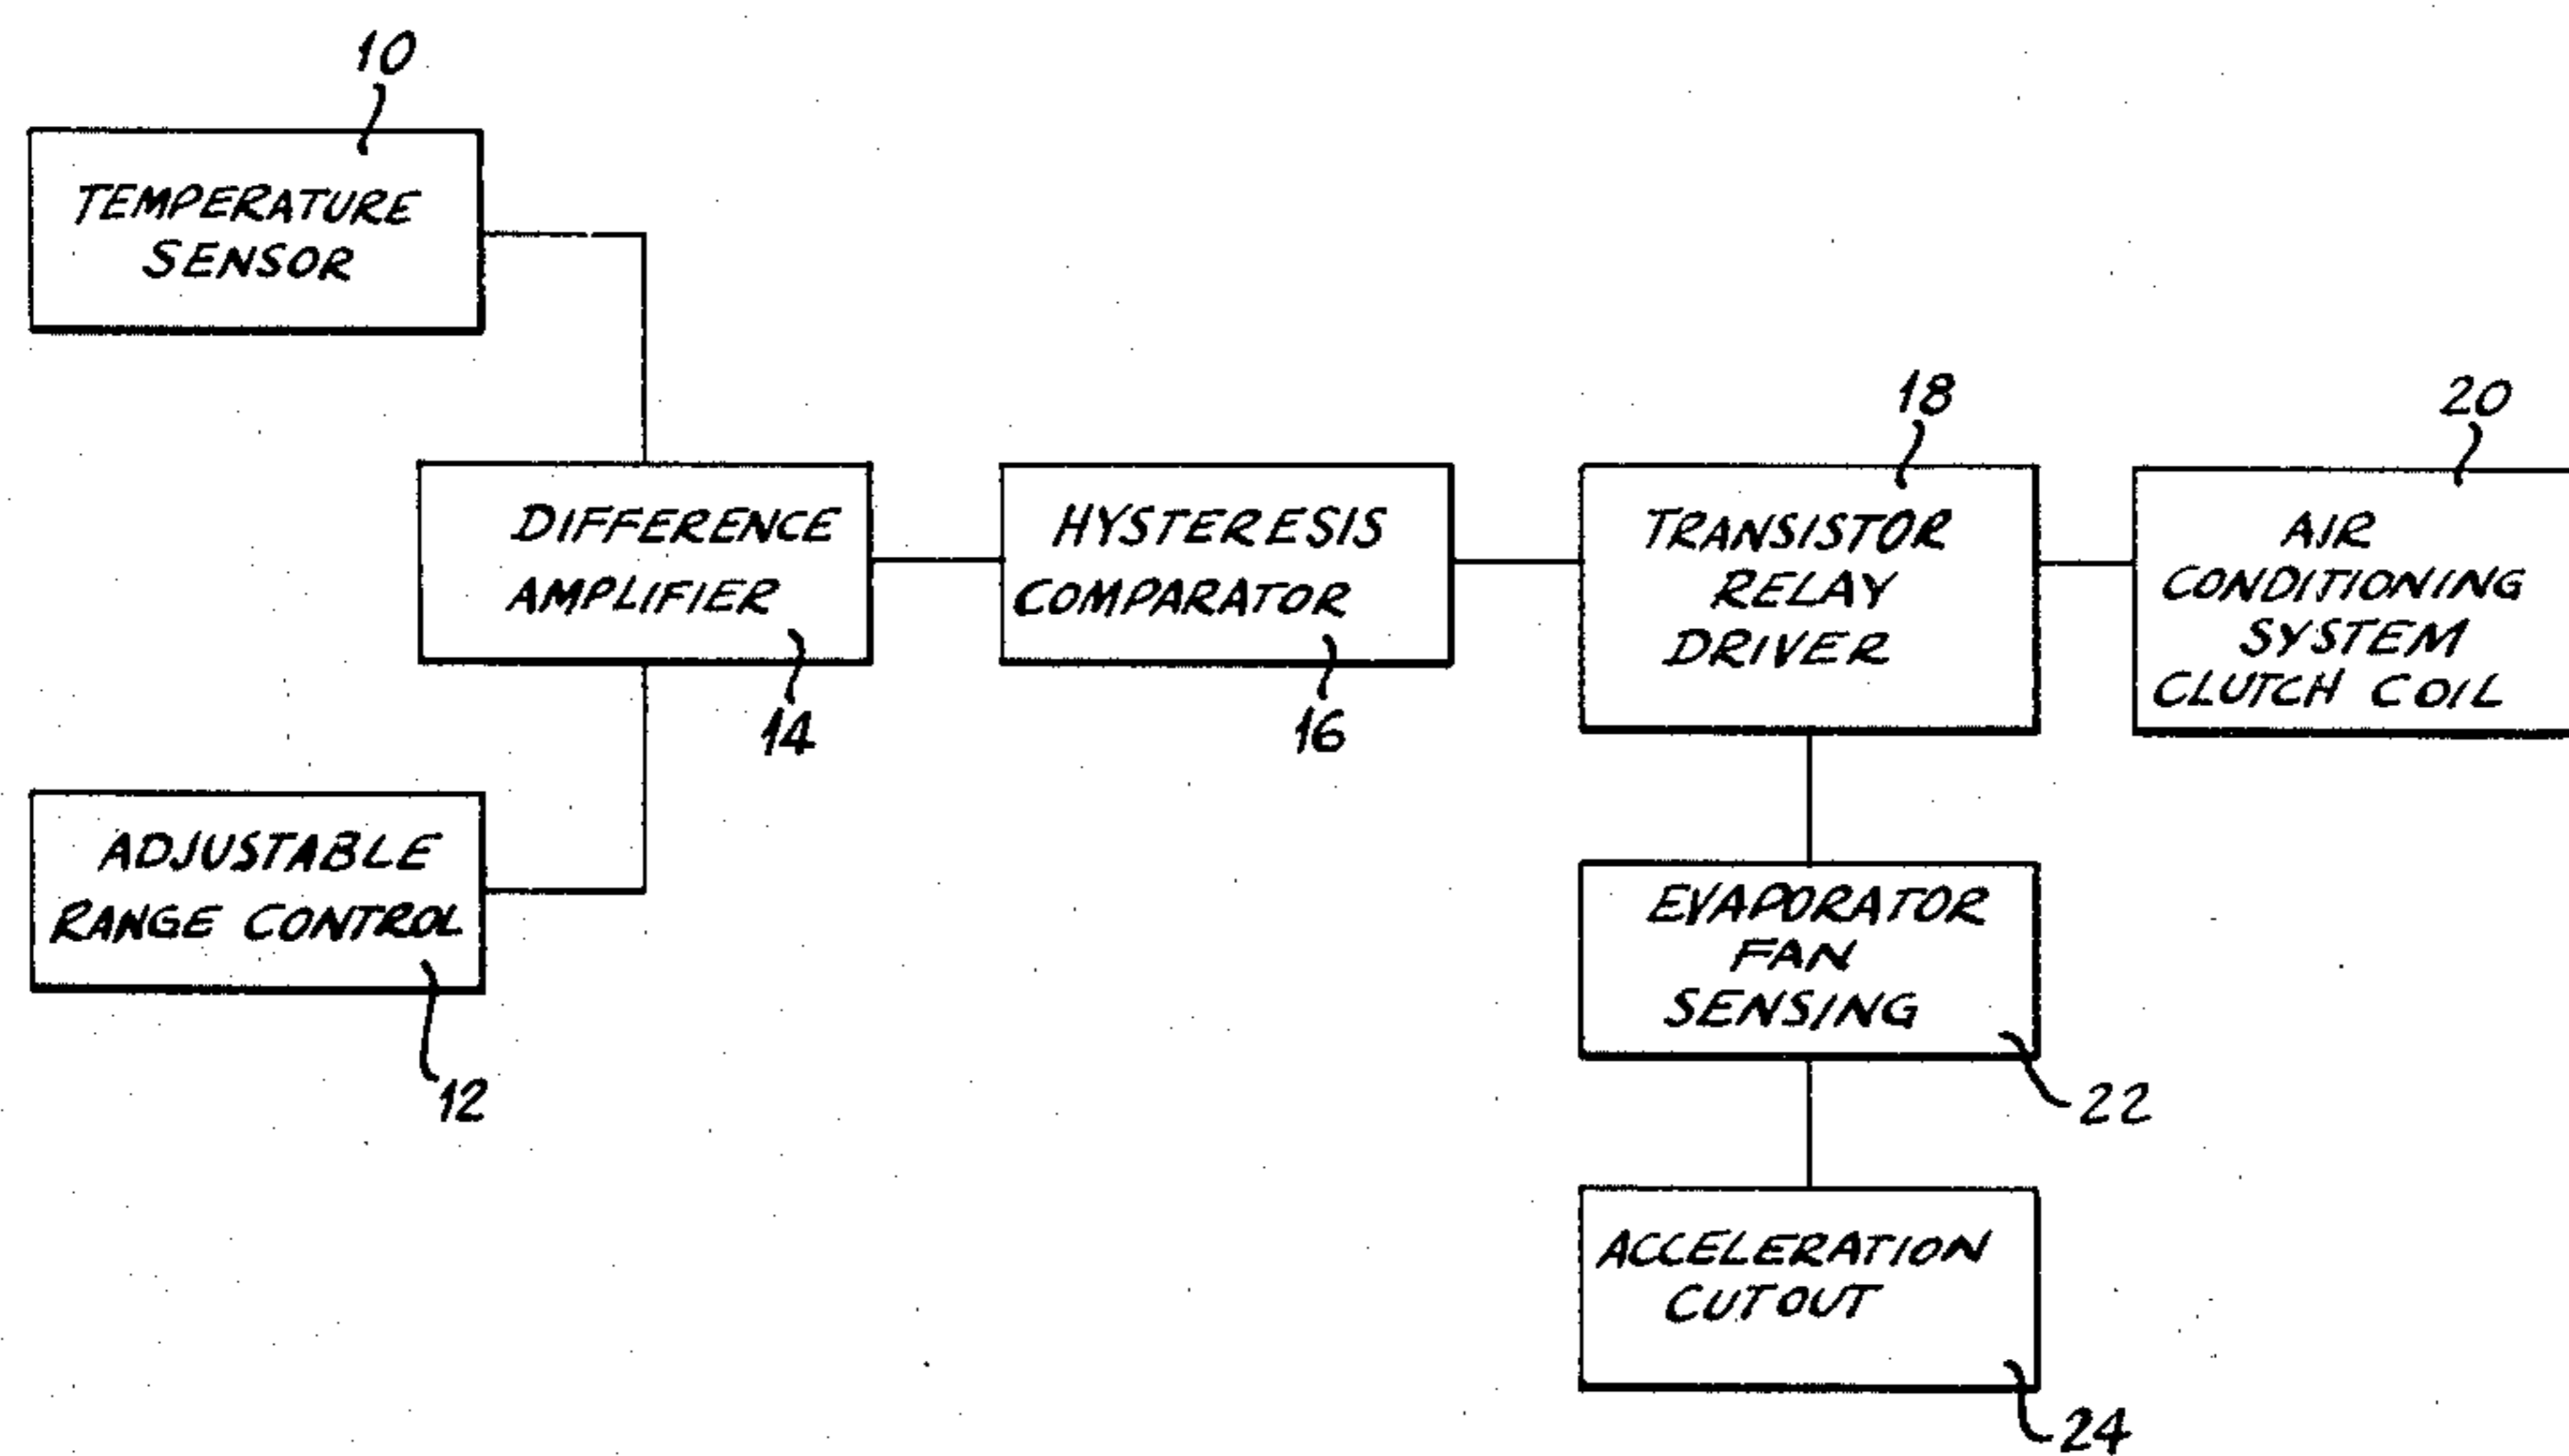 10
TEMPERATURE
SENSOR
DIFFERENCE
AMPLIFIER
14
ADJUSTABLE
RANGE CONTROL
12
HYSTERESIS
COMPARATOR
16
18
TRANSISTOR
RELAY
DRIVER
20
AIR
CONDITIONING
SYSTEM
CLUTCH COIL
EVAPORATOR
FAN
SENSING
22
ACCELERATION
CUTOUT
24